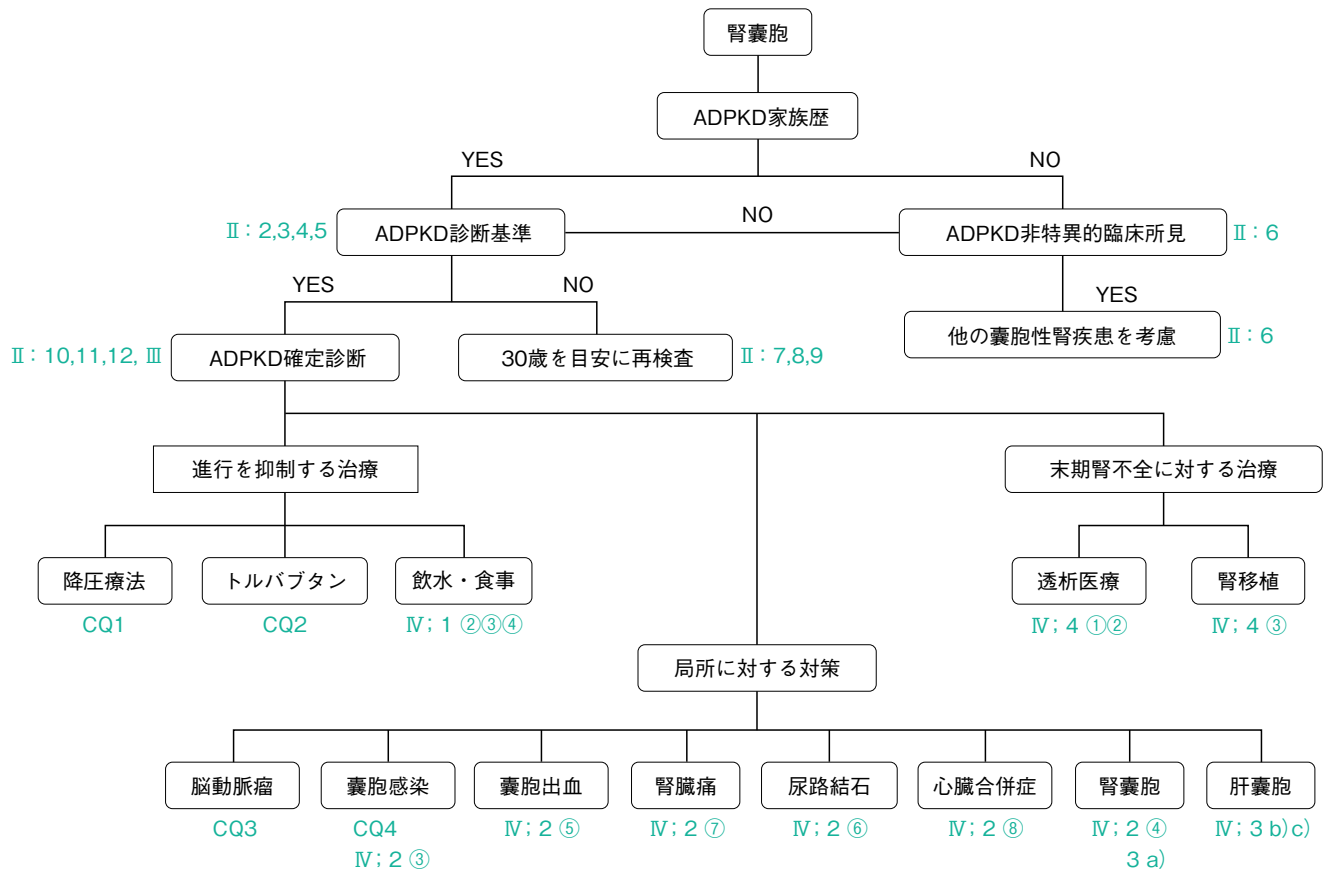 腎嚢胞
ADPKD家族歴
YES
NO
Ⅱ：2,3,4,5
ADPKD診断基準
NO
ADPKD非特異的臨床所見
Ⅱ：6
YES
NO
YES
Ⅱ：10,11,12, Ⅲ
ADPKD確定診断
30歳を目安に再検査
Ⅱ：7,8,9
他の嚢胞性腎疾患を考慮
Ⅱ：6
進行を抑制する治療
末期腎不全に対する治療
降圧療法
トルバブタン
飲水・食事
透析医療
腎移植
CQ1
CQ2
Ⅳ；1 ②③④
Ⅳ；4 ①②
Ⅳ；4 ③
局所に対する対策
脳動脈瘤
嚢胞感染
嚢胞出血
腎臓痛
尿路結石
心臓合併症
腎嚢胞
肝嚢胞
CQ3
CQ4
Ⅳ；2 ⑤
Ⅳ；2 ⑦
Ⅳ；2 ⑥
Ⅳ；2 ⑧
Ⅳ；2 ④
Ⅳ；3 b)c)
Ⅳ；2 ③
3 a)